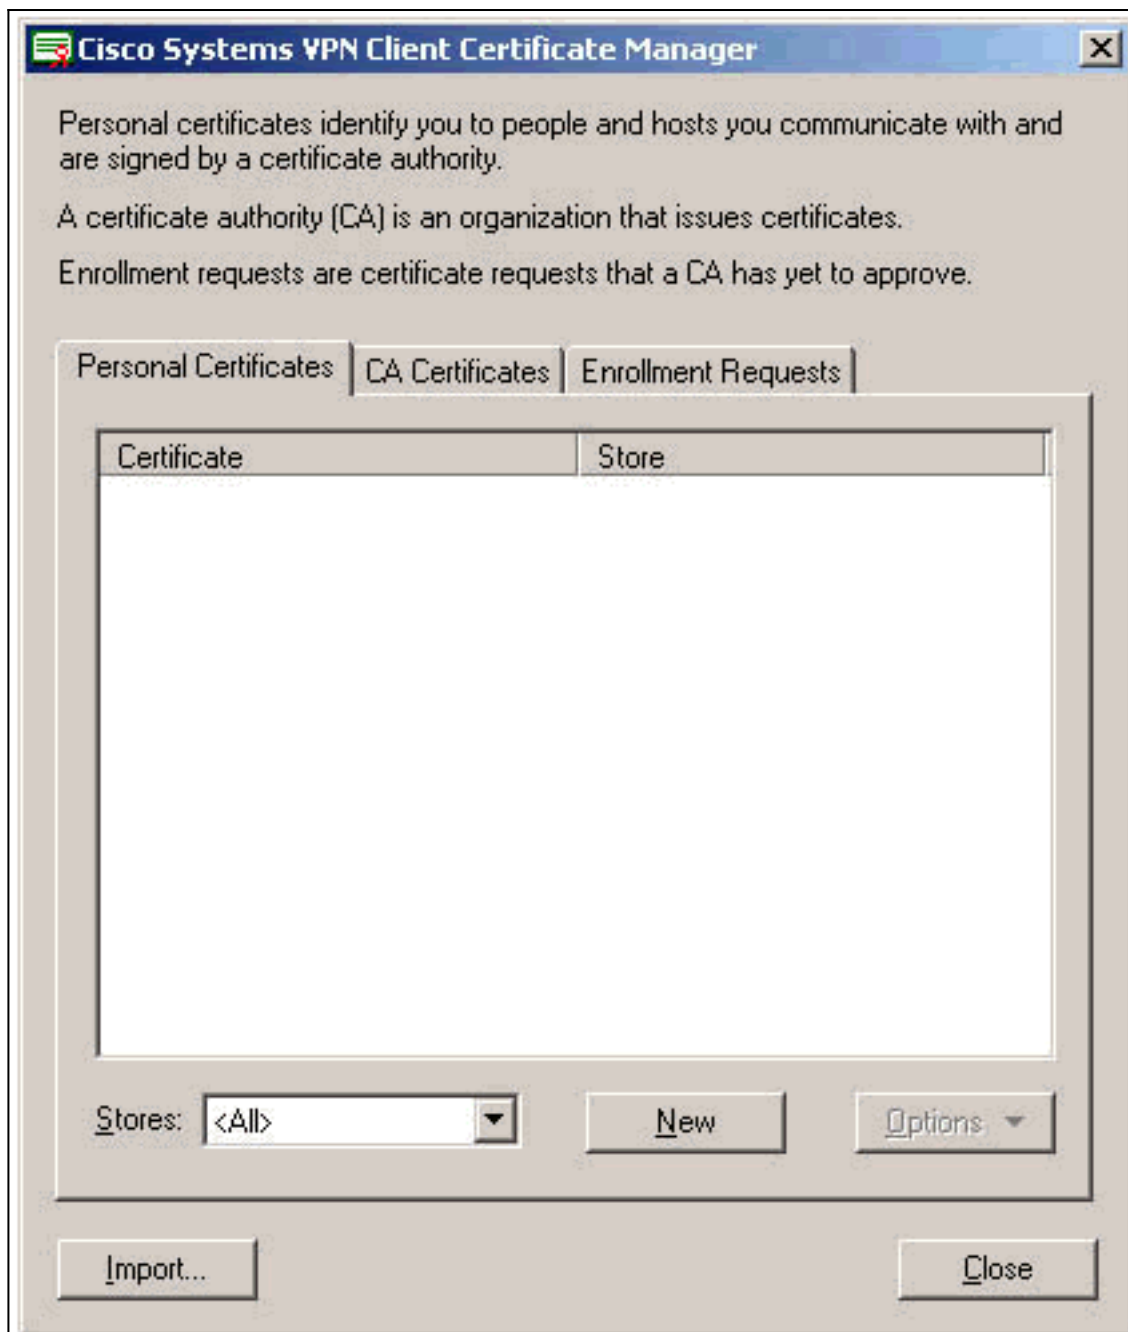 Cisco Systems VPN Client Certificate Manager
Personal certificates identify you to people and hosts you communicate with and
are signed by a certificate authority.
A certificate authority (CA) is an organization that issues certificates.
Enrollment requests are certificate requests that a CA has yet to approve.
Personal Certificates CA Certificates Enrollment Requests
Certificate Store
Stores: <All> New Options
Import... Close